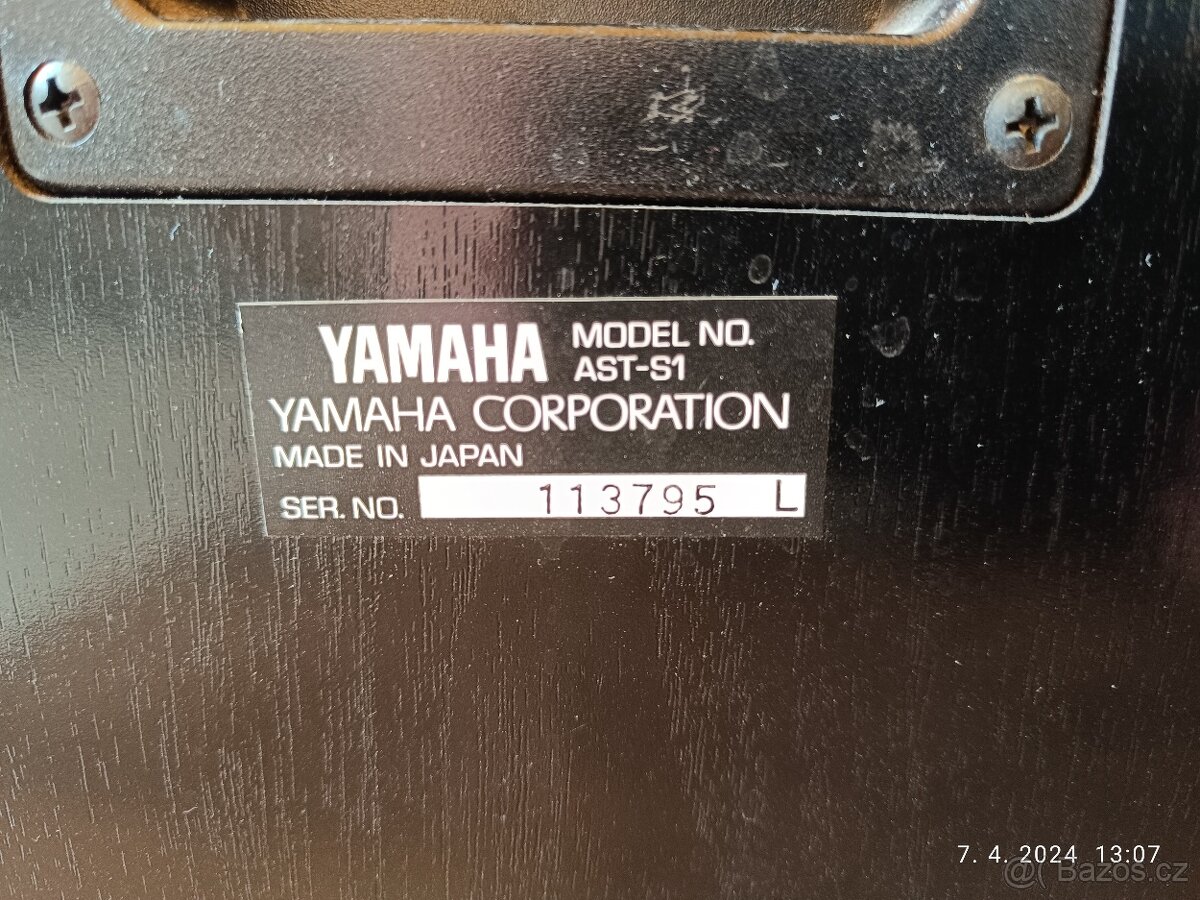 YAMAHA MODEL NO.
AST-S1
YAMAHA CORPORATION
MADE IN JAPAN
SER. NO. 113795 L
7. 4. 2024 13:07
@( Bazoš.cz